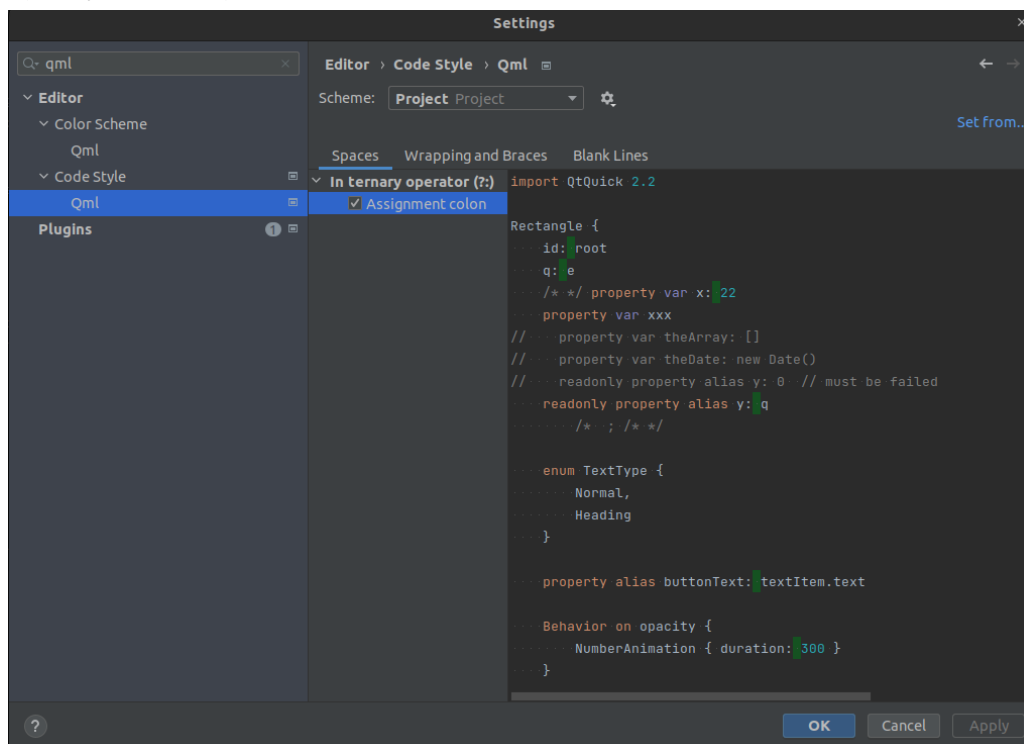 Settings
qml
Editor
Color Scheme
Qml
Code Style
Qml
Plugins 1
Editor › Code Style › Qml
Scheme: Project Project
Set from...
Spaces Wrapping and Braces Blank Lines
In ternary operator (?:)
Assignment colon
import QtQuick 2.2
Rectangle {
id: root
q: e
/* */ property var x: 22
property var xxx
// property var theArray: []
// property var theDate: new Date()
// readonly property alias y: 0 // must be failed
readonly property alias y: q
/* ; /* */
enum TextType {
Normal,
Heading
}
property alias buttonText: textItem.text
Behavior on opacity {
NumberAnimation { duration: 300 }
}
?
OK Cancel Apply